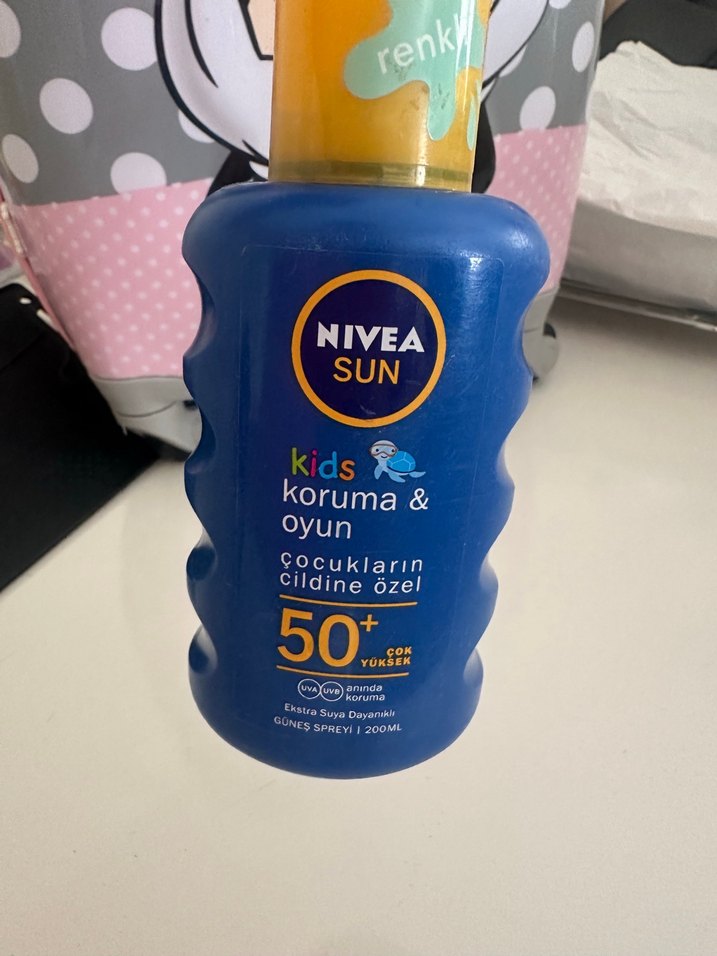 renkli
NIVEA
SUN
kids
koruma &
oyun
çocukların
cildine özel
50+
ÇOK
YÜKSEK
UVA UVB anında
koruma
Ekstra Suya Dayanıklı
GÜNEŞ SPREYİ | 200ML